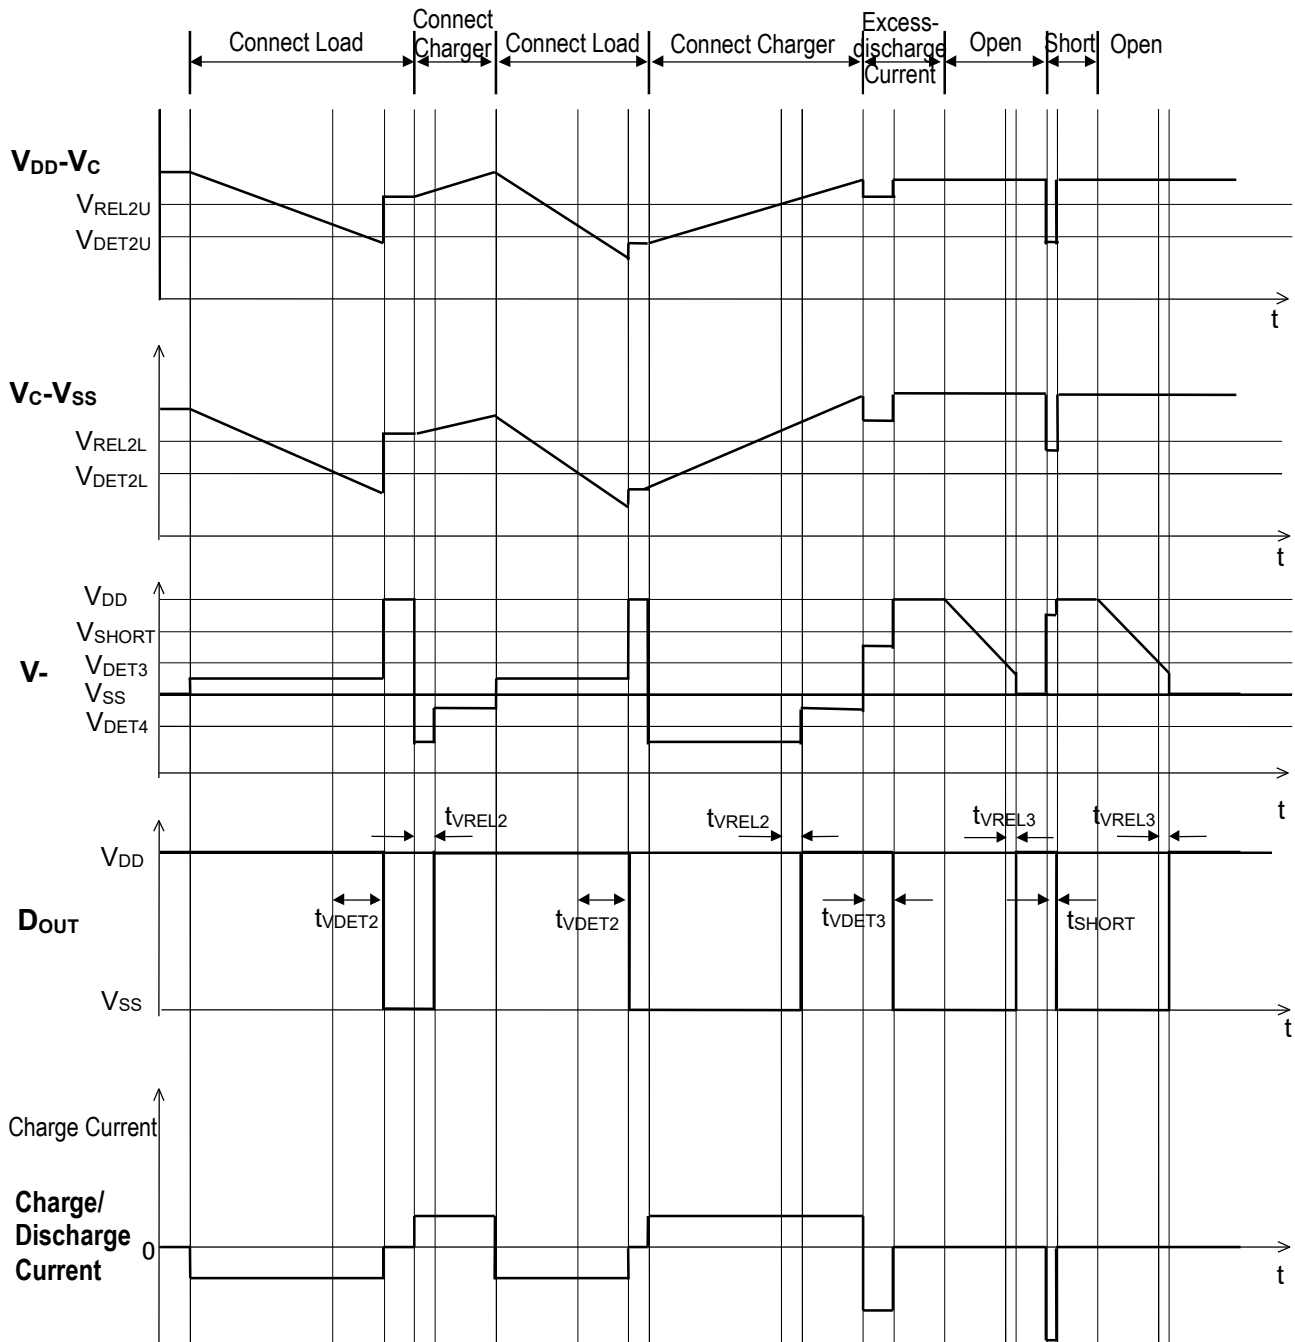 Connect Load
Connect Charger
Connect Load
Connect Charger
Excess-discharge Current
Open
Short
Open
VDD-VC
VREL2U
VDET2U
t
VC-VSS
VREL2L
VDET2L
t
VDD
VSHORT
V-
VDET3
VSS
VDET4
t
tVREL2
tVREL2
tVREL3
tVREL3
VDD
DOUT
tVDET2
tVDET2
tVDET3
tSHORT
VSS
t
Charge Current
Charge/
Discharge
Current
0
t